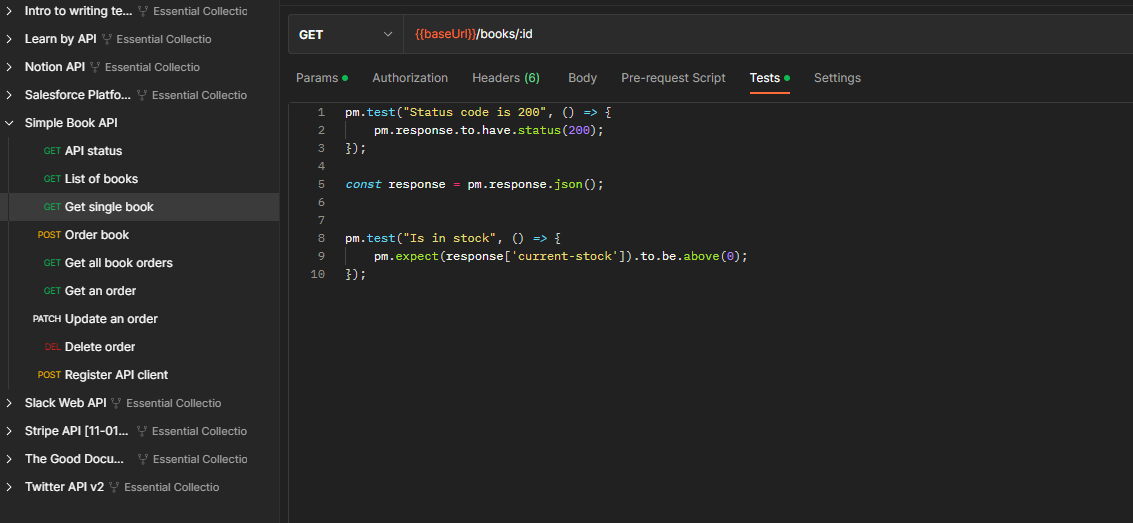 Intro to writing te... Essential Collectio
Learn by API Essential Collectio
Notion API Essential Collectio
Salesforce Platfo... Essential Collectio
Simple Book API
GET API status
GET List of books
GET Get single book
POST Order book
GET Get all book orders
GET Get an order
PATCH Update an order
DEL Delete order
POST Register API client
Slack Web API Essential Collectio
Stripe API [11-01... Essential Collectio
The Good Docu... Essential Collectio
Twitter API v2 Essential Collectio
GET {{baseUrl}}/books/:id
Params Authorization Headers (6) Body Pre-request Script Tests Settings
1 pm.test("Status code is 200", () => {
2 pm.response.to.have.status(200);
3 });
4
5 const response = pm.response.json();
6
7
8 pm.test("Is in stock", () => {
9 pm.expect(response['current-stock']).to.be.above(0);
10 });